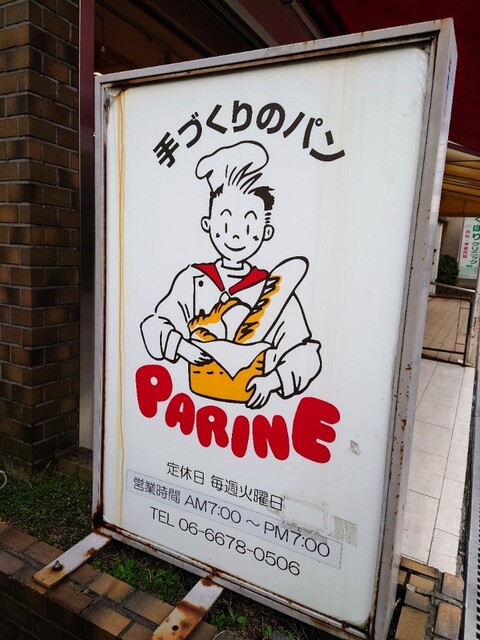 手づくりのパン
PARINE
定休日 毎週火曜日
営業時間 AM7:00～PM7:00
TEL 06-6678-0506